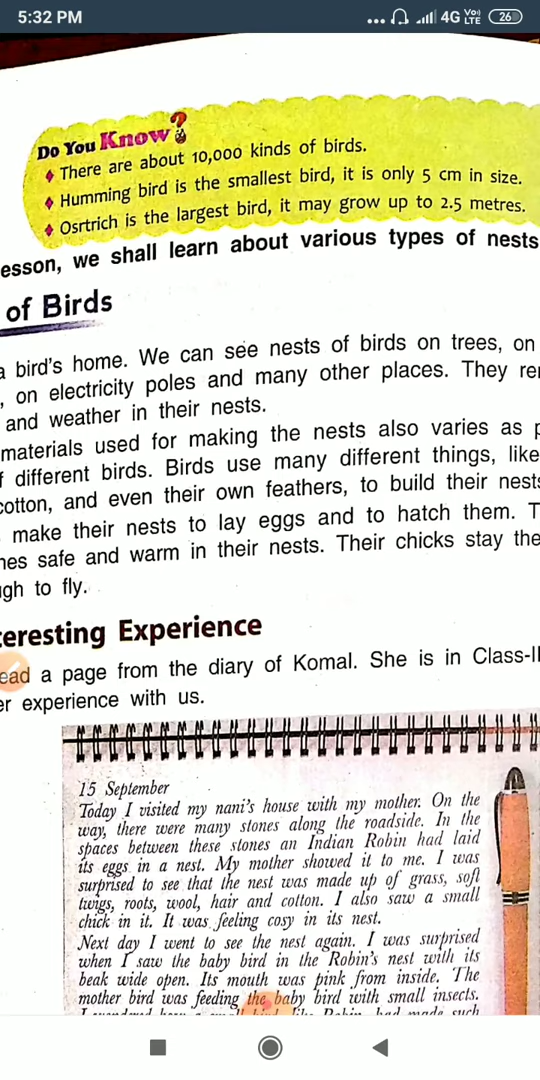 5:32 PM
4G Vo) LTE 26
Do You Know?
There are about 10,000 kinds of birds.
Humming bird is the smallest bird, it is only 5 cm in size.
Osrtrich is the largest bird, it may grow up to 2.5 metres.
esson, we shall learn about various types of nests
of Birds
a bird's home. We can see nests of birds on trees, on
, on electricity poles and many other places. They re
and weather in their nests.
materials used for making the nests also varies as p
f different birds. Birds use many different things, like
cotton, and even their own feathers, to build their nests
make their nests to lay eggs and to hatch them. T
nes safe and warm in their nests. Their chicks stay the
ugh to fly.
teresting Experience
ead a page from the diary of Komal. She is in Class-II
er experience with us.
15 September
Today I visited my nani's house with my mother. On the
way, there were many stones along the roadside. In the
spaces between these stones an Indian Robin had laid
its eggs in a nest. My mother showed it to me. I was
surprised to see that the nest was made up of grass, soft
twigs, roots, wool, hair and cotton. I also saw a small
chick in it. It was feeling cosy in its nest.
Next day I went to see the nest again. I was surprised
when I saw the baby bird in the Robin's nest with its
beak wide open. Its mouth was pink from inside. The
mother bird was feeding the baby bird with small insects.
Robin had made such